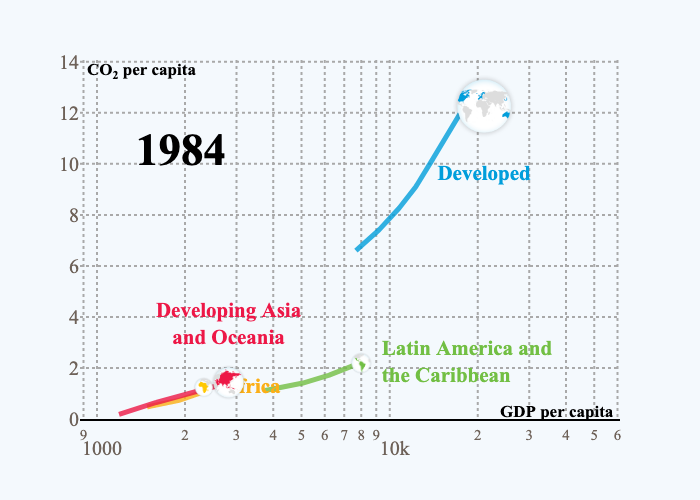 14
CO₂ per capita
12
1984
10
Developed
8
6
Developing Asia
and Oceania
4
Latin America and
the Caribbean
2
frica
GDP per capita
0
9 2 3 4 5 6 7 8 9 2 3 4 5 6
1000 10k